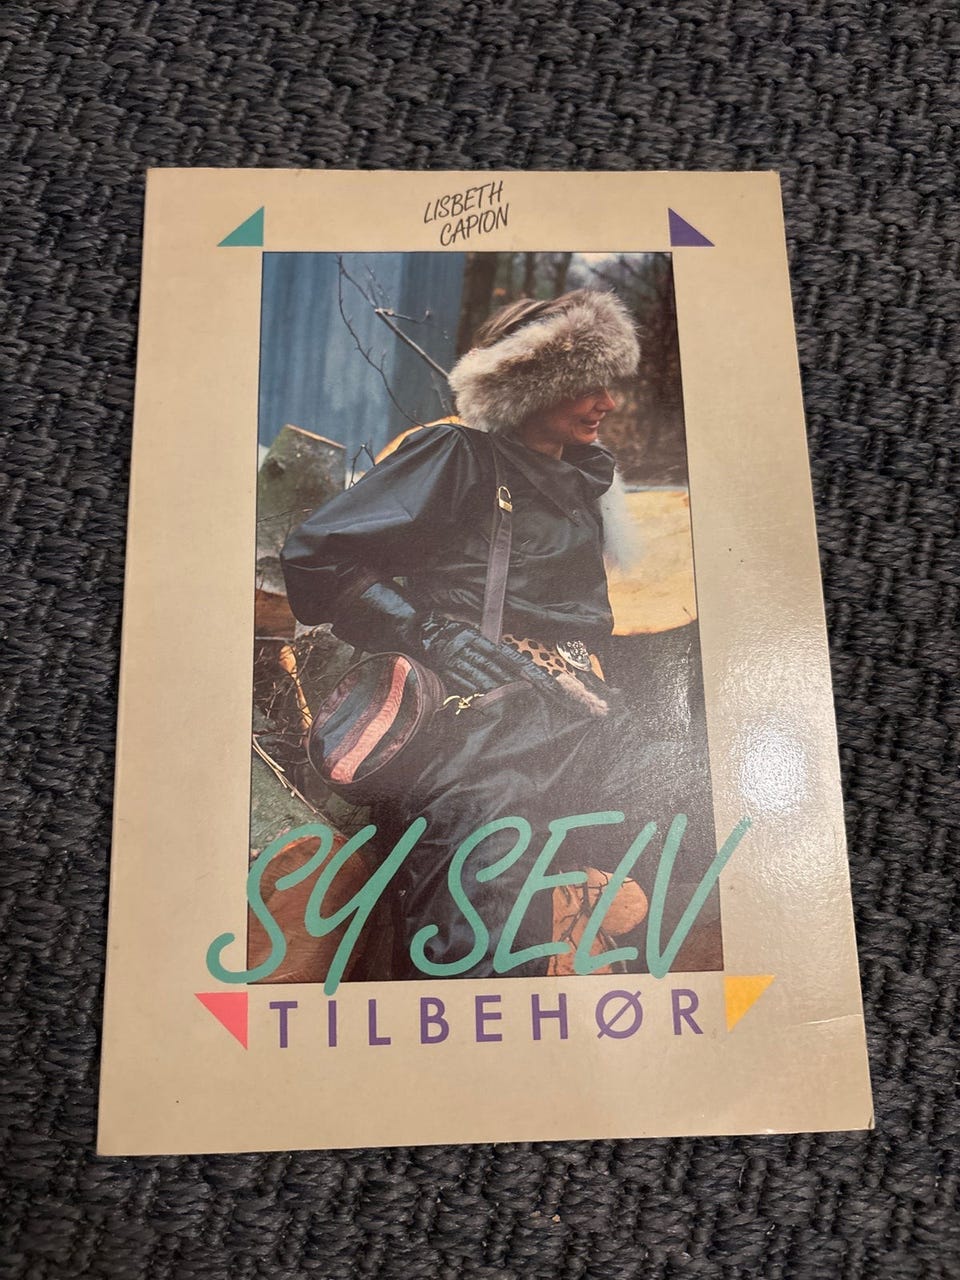 LISBETH
CAPION
SY SELV
TILBEHØR